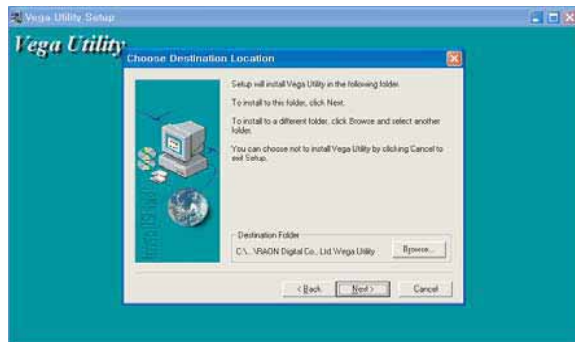 Vega Utility Setup
Vega Utility
Choose Destination Location
Setup will install Vega Utility in the following folder.
To install to this folder, click Next.
To install to a different folder, click Browse and select another
folder.
You can choose not to install Vega Utility by clicking Cancel to
exit Setup.
InstallShield
Destination Folder
C:\...\RAON Digital Co., Ltd.\Vega Utility
Browse...
< Back
Next >
Cancel